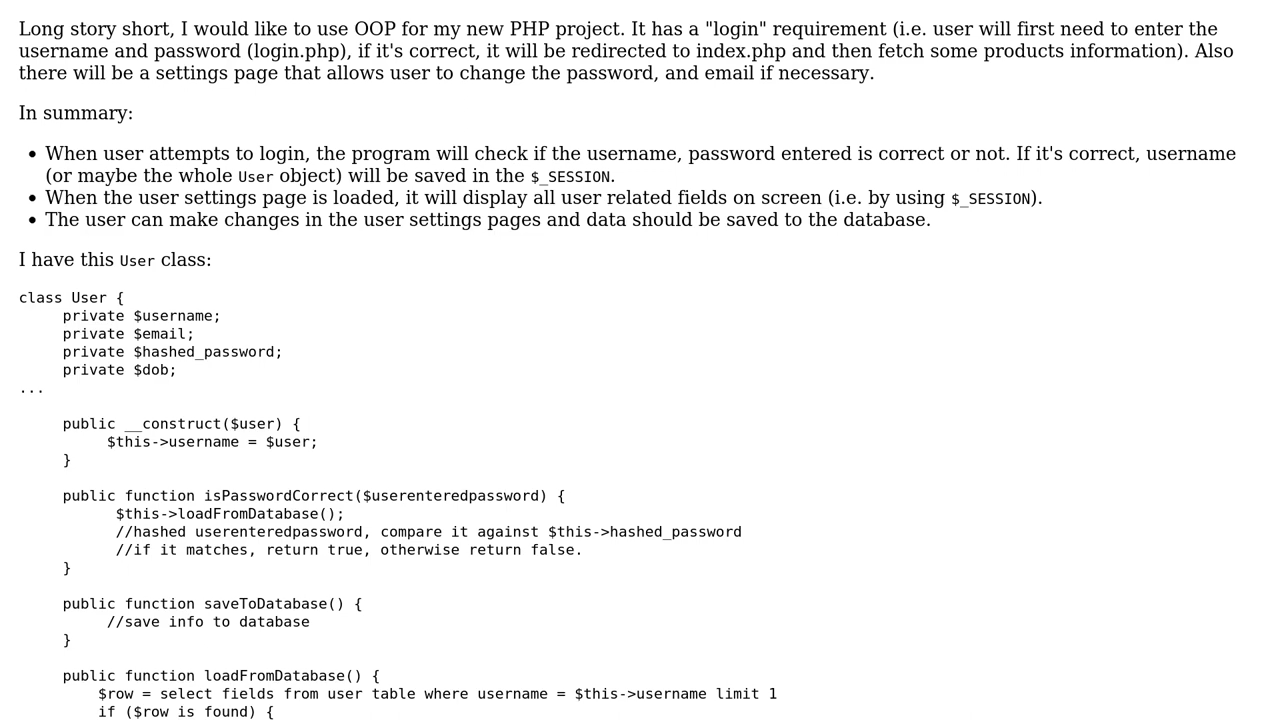 Long story short, I would like to use OOP for my new PHP project. It has a "login" requirement (i.e. user will first need to enter the
username and password (login.php), if it's correct, it will be redirected to index.php and then fetch some products information). Also
there will be a settings page that allows user to change the password, and email if necessary.
In summary:
• When user attempts to login, the program will check if the username, password entered is correct or not. If it's correct, username
(or maybe the whole User object) will be saved in the $_SESSION.
• When the user settings page is loaded, it will display all user related fields on screen (i.e. by using $_SESSION).
• The user can make changes in the user settings pages and data should be saved to the database.
I have this User class:
class User {
     private $username;
     private $email;
     private $hashed_password;
     private $dob;
...
     public __construct($user) {
          $this->username = $user;
     }
     public function isPasswordCorrect($userenteredpassword) {
           $this->loadFromDatabase();
           //hashed userenteredpassword, compare it against $this->hashed_password
           //if it matches, return true, otherwise return false.
     }
     public function saveToDatabase() {
          //save info to database
     }
     public function loadFromDatabase() {
         $row = select fields from user table where username = $this->username limit 1
         if ($row is found) {